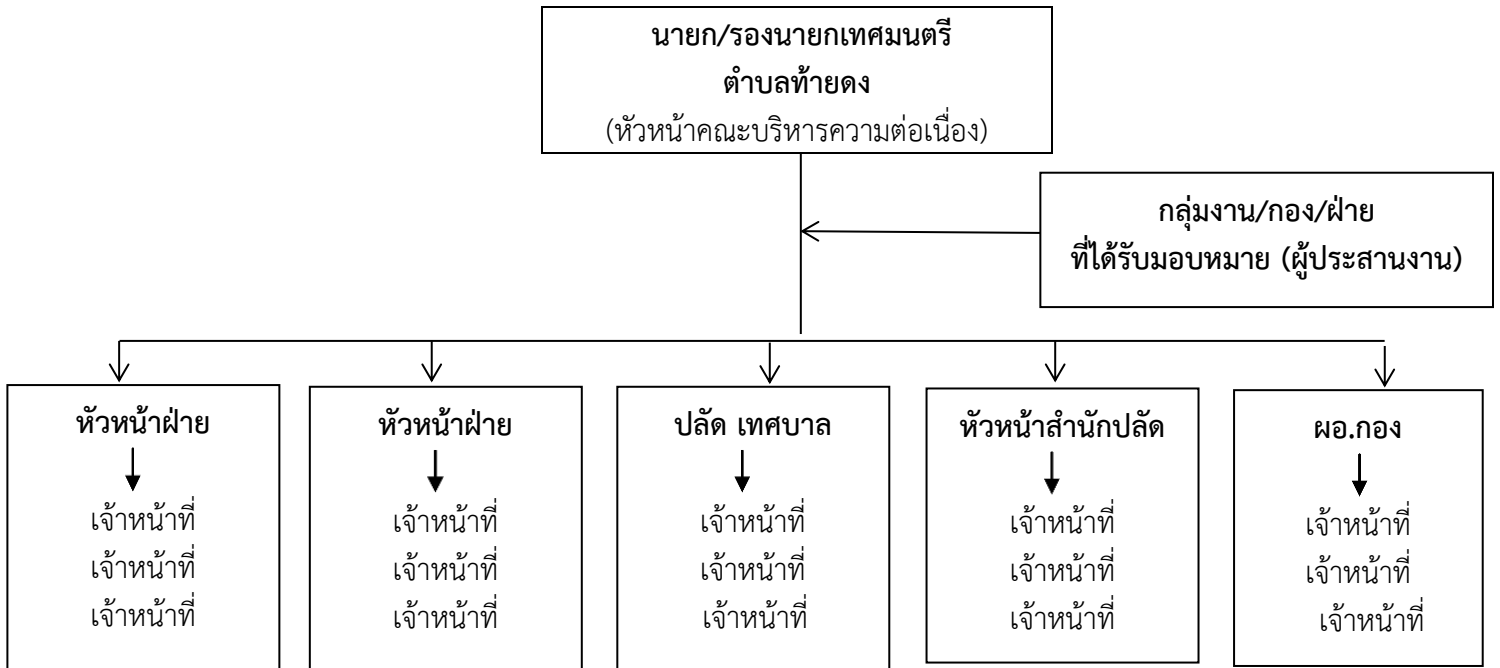 นายก/รองนายกเทศมนตรี
ตำบลท้ายดง
(หัวหน้าคณะบริหารความต่อเนื่อง)
กลุ่มงาน/กอง/ฝ่าย
ที่ได้รับมอบหมาย (ผู้ประสานงาน)
หัวหน้าฝ่าย
เจ้าหน้าที่
เจ้าหน้าที่
เจ้าหน้าที่
หัวหน้าฝ่าย
เจ้าหน้าที่
เจ้าหน้าที่
เจ้าหน้าที่
ปลัด เทศบาล
เจ้าหน้าที่
เจ้าหน้าที่
เจ้าหน้าที่
หัวหน้าสำนักปลัด
เจ้าหน้าที่
เจ้าหน้าที่
เจ้าหน้าที่
ผอ.กอง
เจ้าหน้าที่
เจ้าหน้าที่
เจ้าหน้าที่